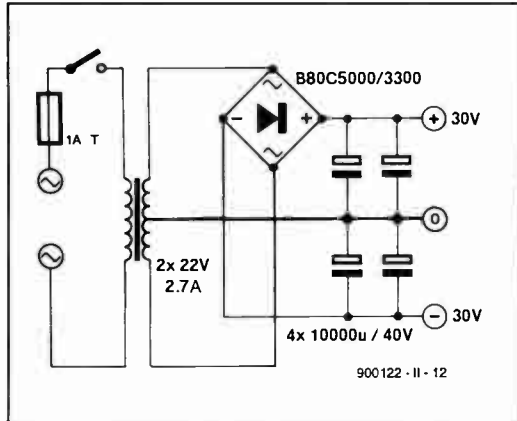 B80C5000/3300
1A T
~
~
−
+
+ 30V
0
2x 22V
2.7A
− 30V
4x 10000u / 40V
900122 - II - 12